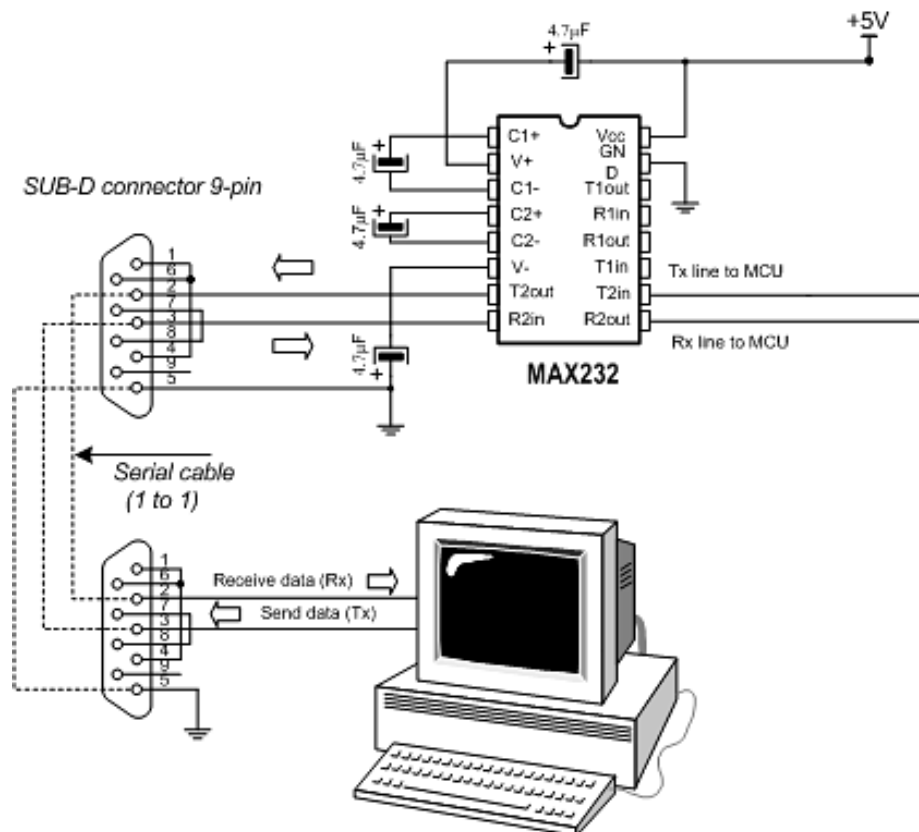 4.7µF
+
+5V
C1+
Vcc
V+
GN
D
C1-
T1out
C2+
R1in
C2-
R1out
V-
T1in
T2out
T2in
R2in
R2out
MAX232
+
4.7µF
+
4.7µF
4.7µF
+
Tx line to MCU
Rx line to MCU
SUB-D connector 9-pin
1
6
2
7
3
8
4
9
5
Serial cable
(1 to 1)
1
6
2
7
3
8
4
9
5
Receive data (Rx)
Send data (Tx)